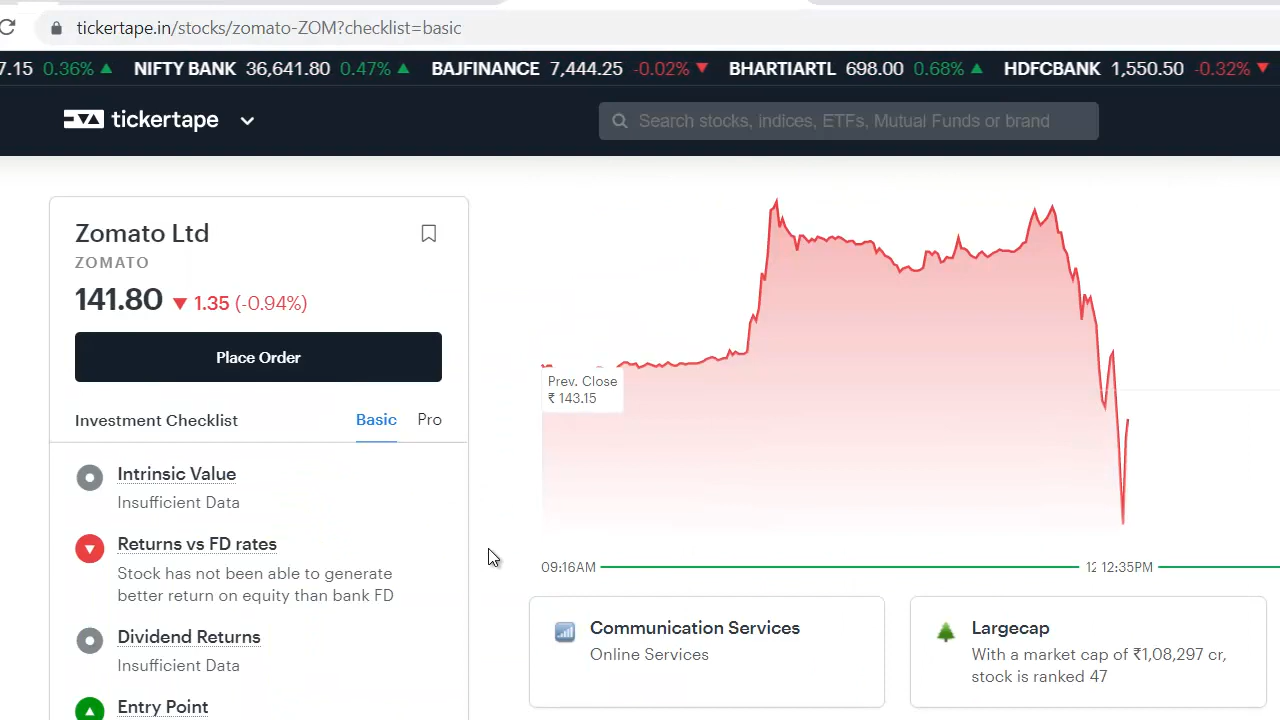 tickertape.in/stocks/zomato-ZOM?checklist=basic
7.15 0.36% ▲ NIFTY BANK 36,641.80 0.47% ▲ BAJFINANCE 7,444.25 -0.02% ▼ BHARTIARTL 698.00 0.68% ▲ HDFCBANK 1,550.50 -0.32% ▼
tickertape
Search stocks, indices, ETFs, Mutual Funds or brand
Zomato Ltd
ZOMATO
141.80 ▼ 1.35 (-0.94%)
Place Order
Investment Checklist Basic Pro
Intrinsic Value
Insufficient Data
Returns vs FD rates
Stock has not been able to generate
better return on equity than bank FD
Dividend Returns
Insufficient Data
Entry Point
Prev. Close
₹ 143.15
09:16AM 12 12:35PM
Communication Services
Online Services
Largecap
With a market cap of ₹1,08,297 cr,
stock is ranked 47